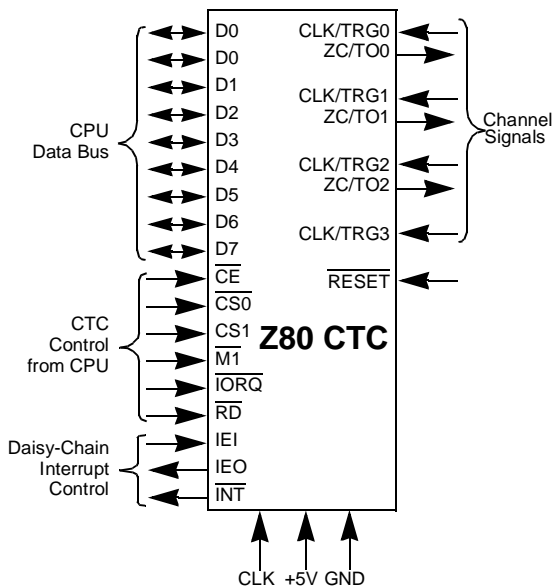 D0
D0
D1
D2
D3
D4
D5
D6
D7
CE
CS0
CS1
M1
IORQ
RD
IEI
IEO
INT
CPU
Data Bus
CTC
Control
from CPU
Daisy-Chain
Interrupt
Control
Z80 CTC
CLK/TRG0
ZC/TO0
CLK/TRG1
ZC/TO1
CLK/TRG2
ZC/TO2
CLK/TRG3
RESET
Channel
Signals
CLK +5V GND